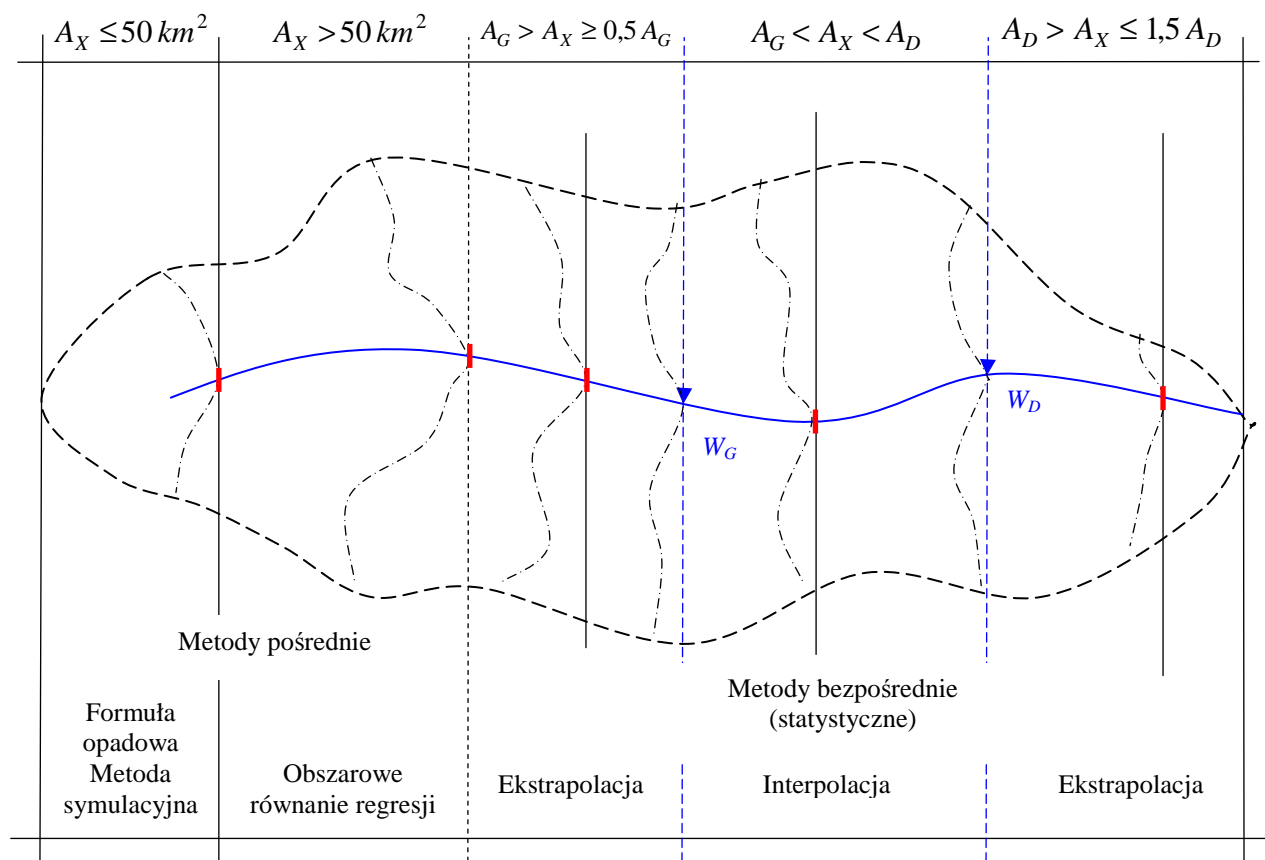 A_X ≤ 50 km²
A_X > 50 km²
A_G > A_X ≥ 0,5 A_G
A_G < A_X < A_D
A_D > A_X ≤ 1,5 A_D
W_G
W_D
Metody pośrednie
Metody bezpośrednie
(statystyczne)
Formuła
opadowa
Metoda
symulacyjna
Obszarowe
równanie regresji
Ekstrapolacja
Interpolacja
Ekstrapolacja